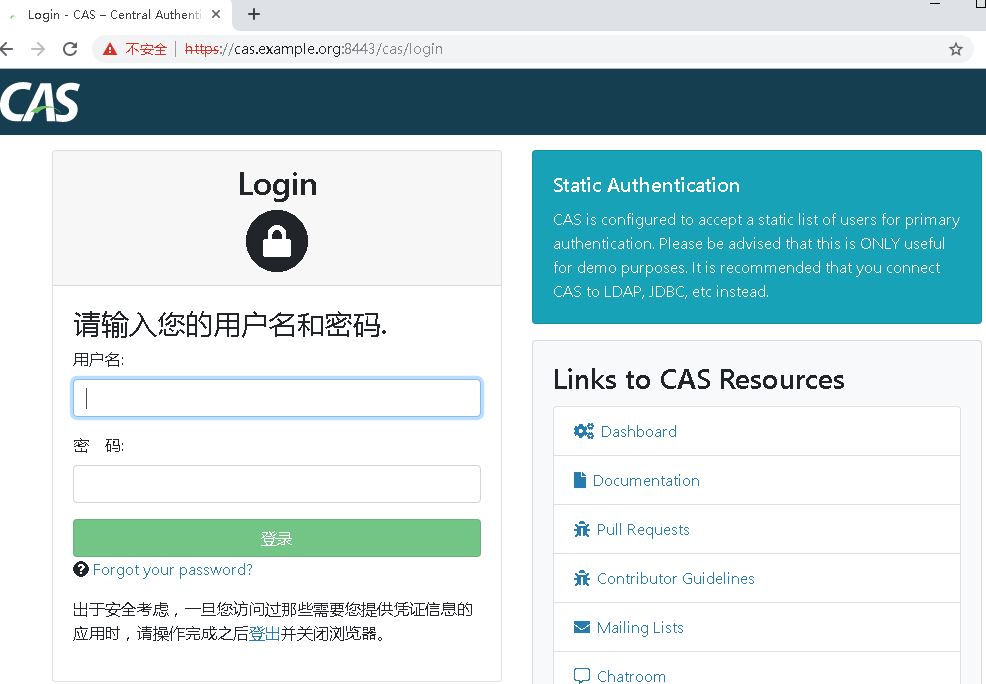 Login - CAS – Central Authenti
不安全 | https://cas.example.org:8443/cas/login
CAS
Login
请输入您的用户名和密码.
用户名:
密 码:
登录
Forgot your password?
出于安全考虑，一旦您访问过那些需要您提供凭证信息的
应用时，请操作完成之后登出并关闭浏览器。
Static Authentication
CAS is configured to accept a static list of users for primary
authentication. Please be advised that this is ONLY useful
for demo purposes. It is recommended that you connect
CAS to LDAP, JDBC, etc instead.
Links to CAS Resources
Dashboard
Documentation
Pull Requests
Contributor Guidelines
Mailing Lists
Chatroom